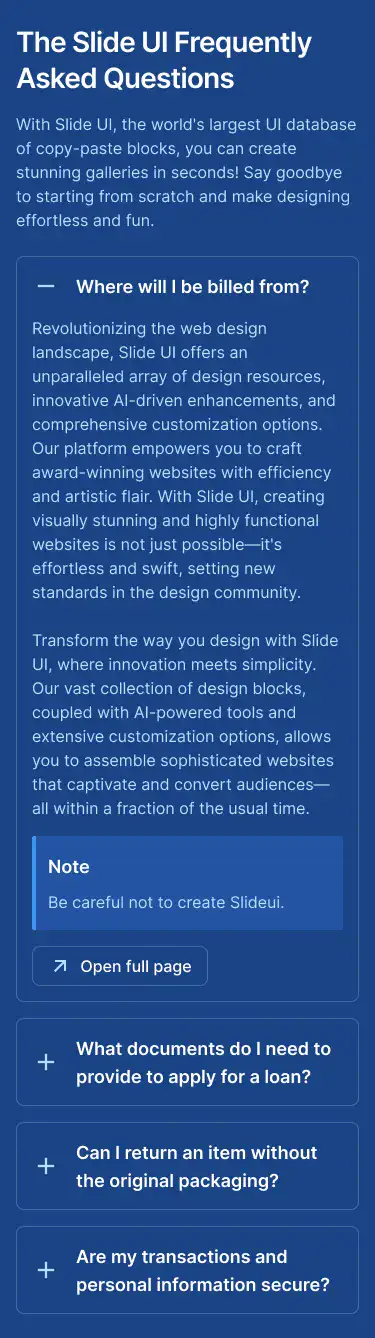 The Slide UI Frequently
Asked Questions
With Slide UI, the world's largest UI database
of copy-paste blocks, you can create
stunning galleries in seconds! Say goodbye
to starting from scratch and make designing
effortless and fun.
Where will I be billed from?
Revolutionizing the web design
landscape, Slide UI offers an
unparalleled array of design resources,
innovative AI-driven enhancements, and
comprehensive customization options.
Our platform empowers you to craft
award-winning websites with efficiency
and artistic flair. With Slide UI, creating
visually stunning and highly functional
websites is not just possible—it's
effortless and swift, setting new
standards in the design community.
Transform the way you design with Slide
UI, where innovation meets simplicity.
Our vast collection of design blocks,
coupled with AI-powered tools and
extensive customization options, allows
you to assemble sophisticated websites
that captivate and convert audiences—
all within a fraction of the usual time.
Note
Be careful not to create Slideui.
Open full page
What documents do I need to
provide to apply for a loan?
Can I return an item without
the original packaging?
Are my transactions and
personal information secure?